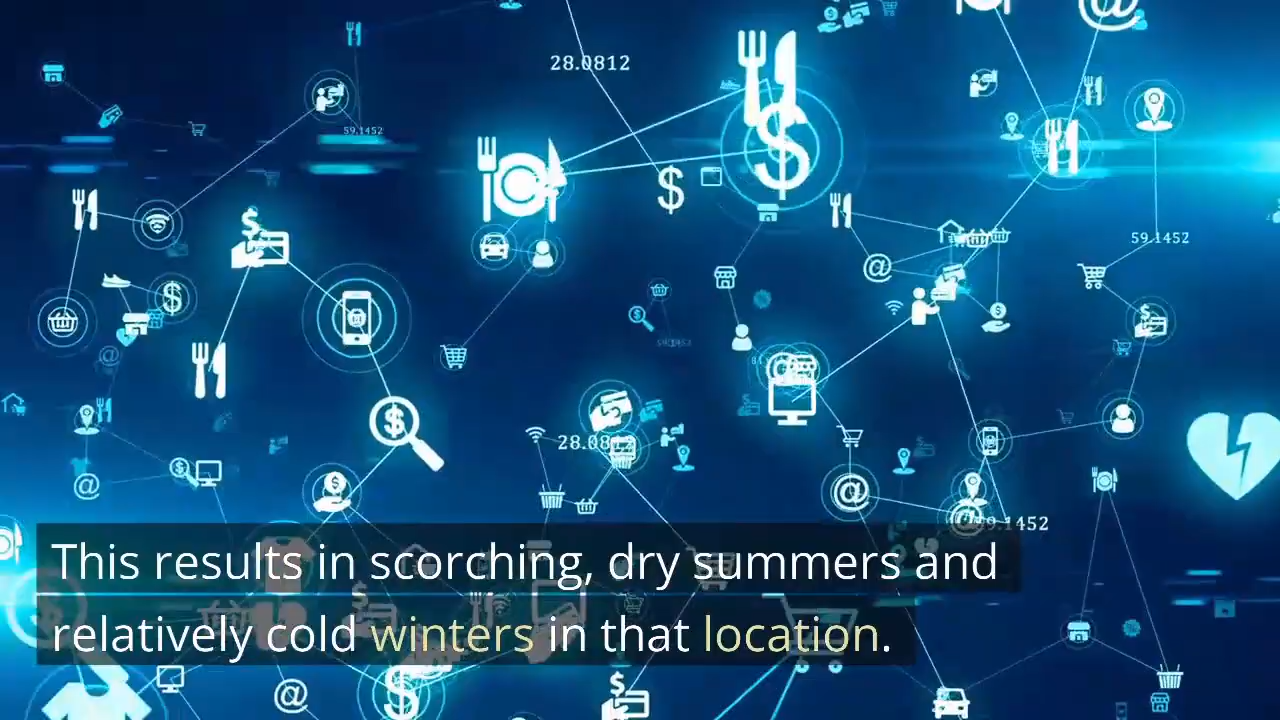 28.0812
59.1452
59.1452
28.0812
This results in scorching, dry summers and
relatively cold winters in that location.